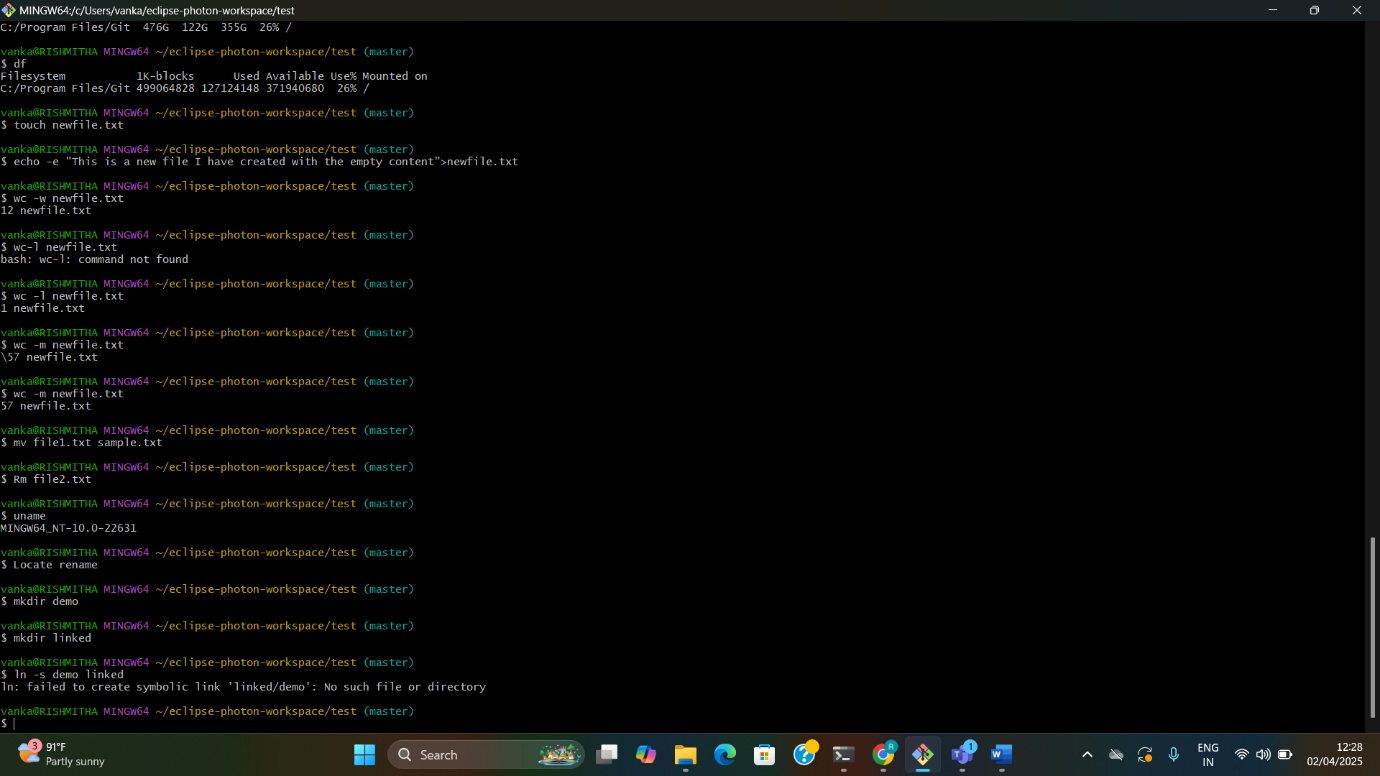 MINGW64:/c/Users/vanka/eclipse-photon-workspace/test
C:/Program Files/Git  476G  122G  355G  26% /
vanka@RISHMITHA MINGW64 ~/eclipse-photon-workspace/test (master)
$ df
Filesystem           1K-blocks      Used Available Use% Mounted on
C:/Program Files/Git 499064828 127124148 371940680  26% /
vanka@RISHMITHA MINGW64 ~/eclipse-photon-workspace/test (master)
$ touch newfile.txt
vanka@RISHMITHA MINGW64 ~/eclipse-photon-workspace/test (master)
$ echo -e "This is a new file I have created with the empty content">newfile.txt
vanka@RISHMITHA MINGW64 ~/eclipse-photon-workspace/test (master)
$ wc -w newfile.txt
12 newfile.txt
vanka@RISHMITHA MINGW64 ~/eclipse-photon-workspace/test (master)
$ wc-l newfile.txt
bash: wc-l: command not found
vanka@RISHMITHA MINGW64 ~/eclipse-photon-workspace/test (master)
$ wc -l newfile.txt
1 newfile.txt
vanka@RISHMITHA MINGW64 ~/eclipse-photon-workspace/test (master)
$ wc -m newfile.txt
\57 newfile.txt
vanka@RISHMITHA MINGW64 ~/eclipse-photon-workspace/test (master)
$ wc -m newfile.txt
57 newfile.txt
vanka@RISHMITHA MINGW64 ~/eclipse-photon-workspace/test (master)
$ mv file1.txt sample.txt
vanka@RISHMITHA MINGW64 ~/eclipse-photon-workspace/test (master)
$ Rm file2.txt
vanka@RISHMITHA MINGW64 ~/eclipse-photon-workspace/test (master)
$ uname
MINGW64_NT-10.0-22631
vanka@RISHMITHA MINGW64 ~/eclipse-photon-workspace/test (master)
$ Locate rename
vanka@RISHMITHA MINGW64 ~/eclipse-photon-workspace/test (master)
$ mkdir demo
vanka@RISHMITHA MINGW64 ~/eclipse-photon-workspace/test (master)
$ mkdir linked
vanka@RISHMITHA MINGW64 ~/eclipse-photon-workspace/test (master)
$ ln -s demo linked
ln: failed to create symbolic link 'linked/demo': No such file or directory
vanka@RISHMITHA MINGW64 ~/eclipse-photon-workspace/test (master)
$
3
91°F
Partly sunny
Search
R
1
ENG
IN
12:28
02/04/2025